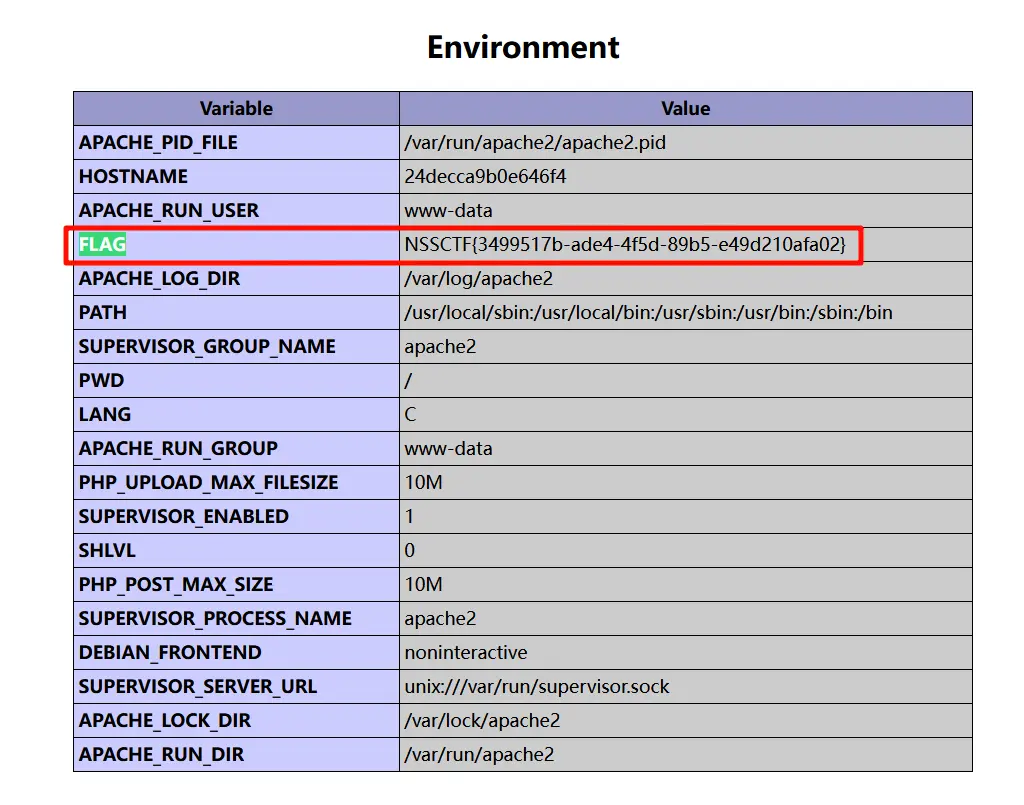 Environment
Variable Value
APACHE_PID_FILE /var/run/apache2/apache2.pid
HOSTNAME 24decca9b0e646f4
APACHE_RUN_USER www-data
FLAG NSSCTF{3499517b-ade4-4f5d-89b5-e49d210afa02}
APACHE_LOG_DIR /var/log/apache2
PATH /usr/local/sbin:/usr/local/bin:/usr/sbin:/usr/bin:/sbin:/bin
SUPERVISOR_GROUP_NAME apache2
PWD /
LANG C
APACHE_RUN_GROUP www-data
PHP_UPLOAD_MAX_FILESIZE 10M
SUPERVISOR_ENABLED 1
SHLVL 0
PHP_POST_MAX_SIZE 10M
SUPERVISOR_PROCESS_NAME apache2
DEBIAN_FRONTEND noninteractive
SUPERVISOR_SERVER_URL unix:///var/run/supervisor.sock
APACHE_LOCK_DIR /var/lock/apache2
APACHE_RUN_DIR /var/run/apache2